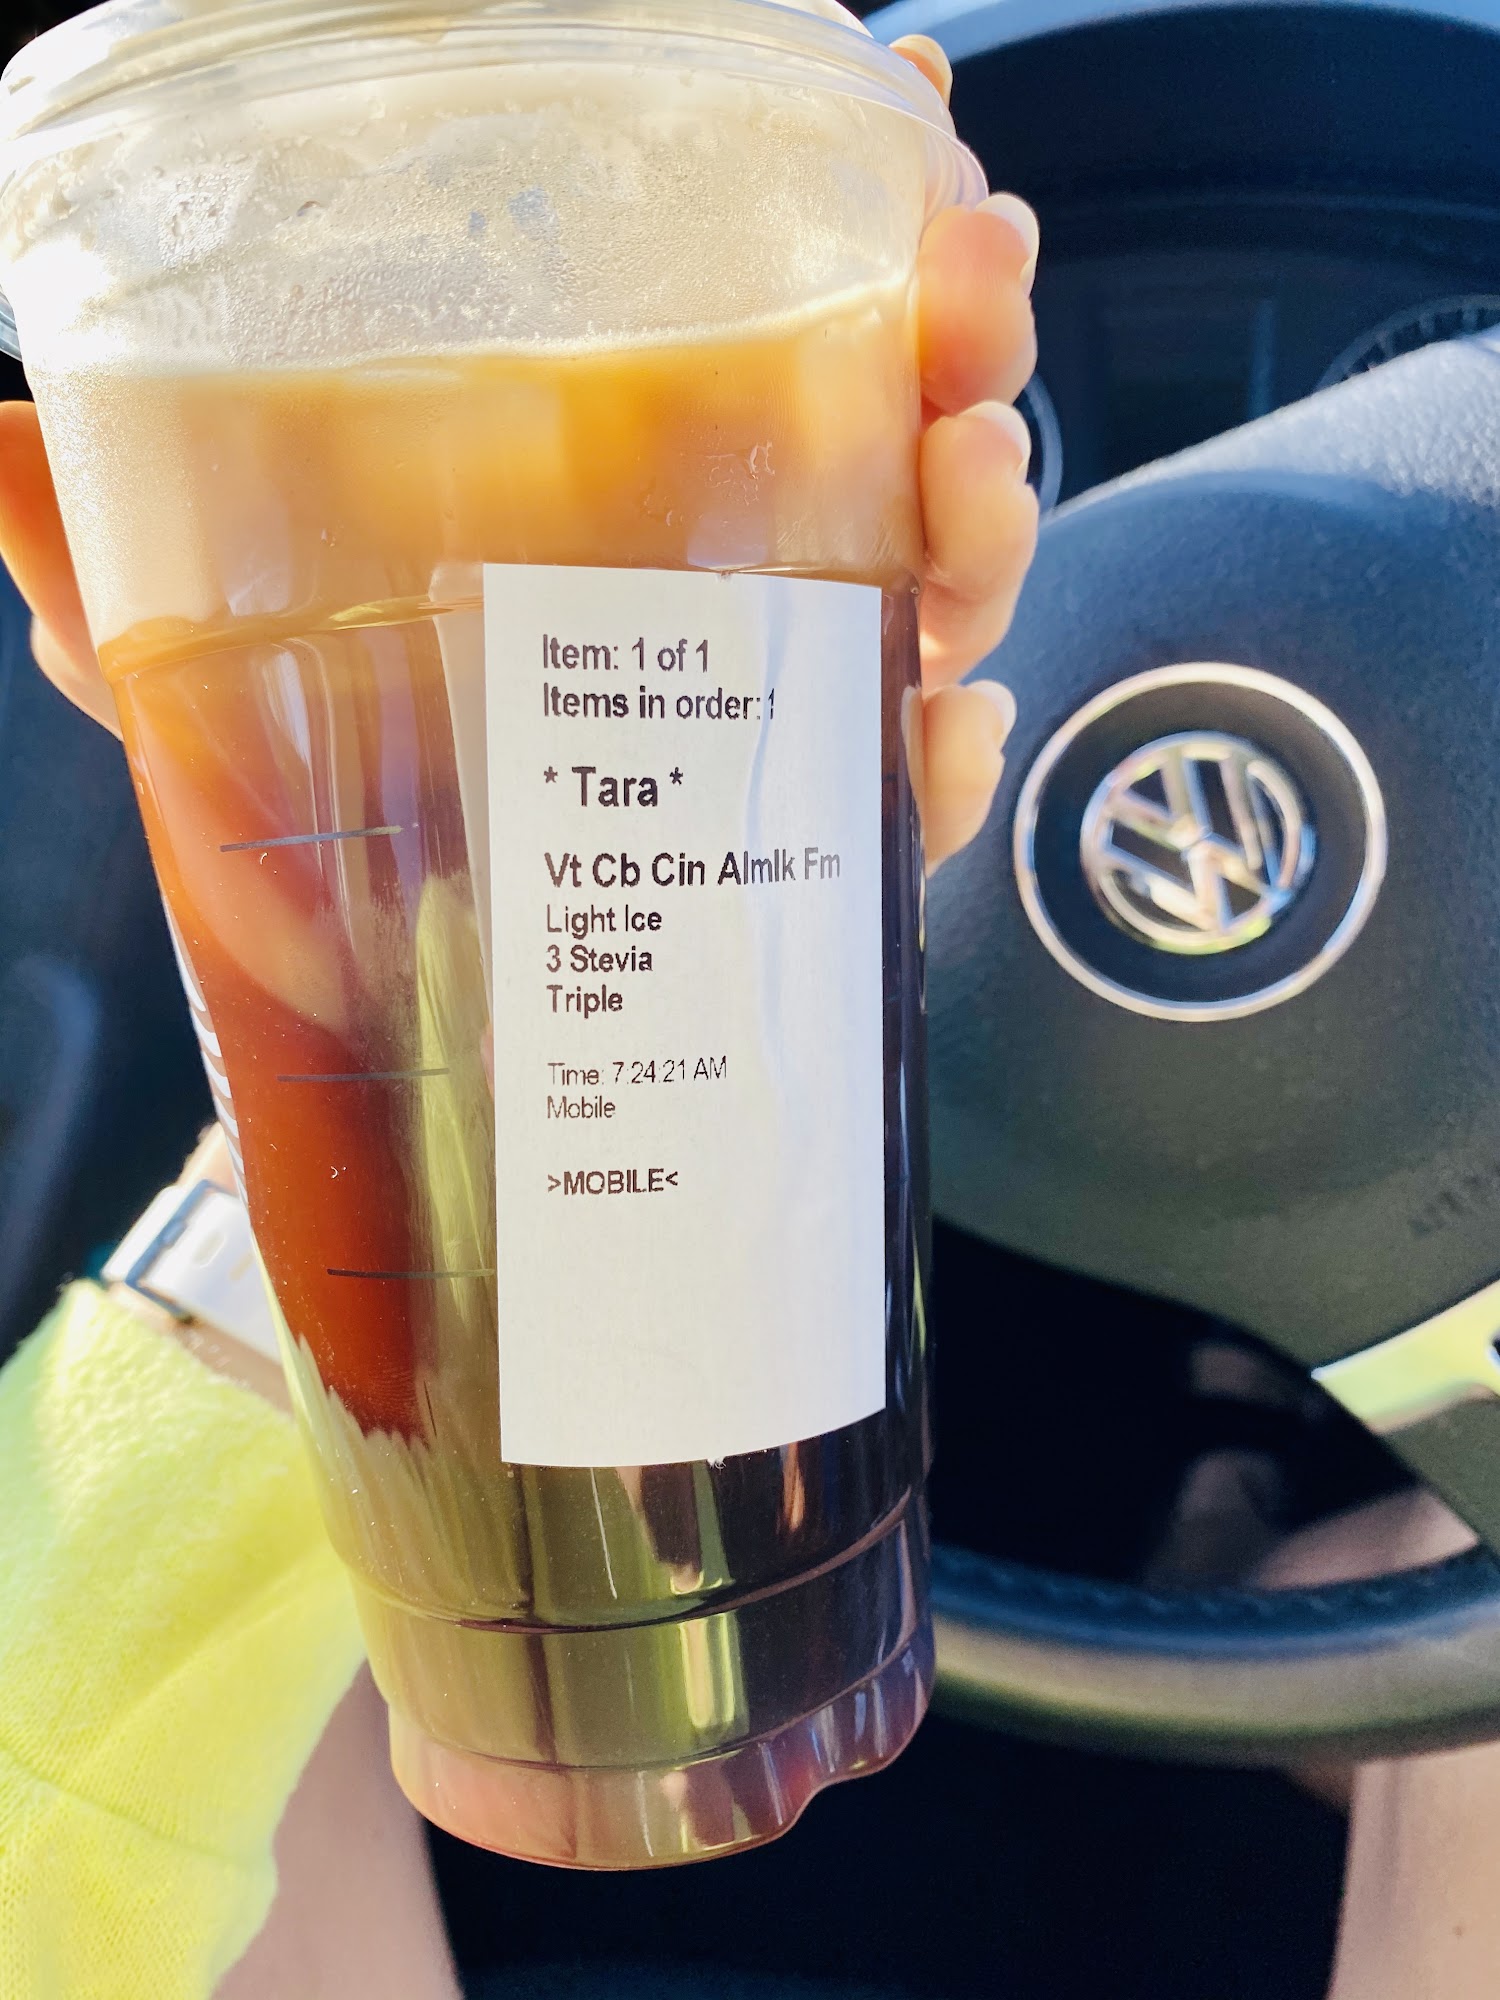 Item: 1 of 1
Items in order: 1
* Tara *
Vt Cb Cin Almlk Fm
Light Ice
3 Stevia
Triple
Time: 7:24:21 AM
Mobile
>MOBILE<